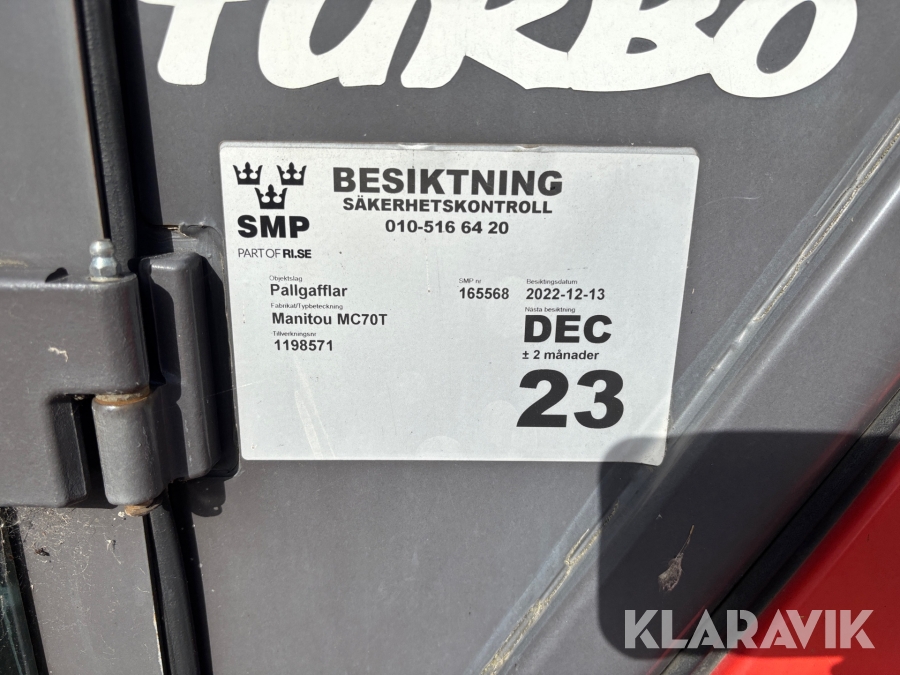 TURBO
BESIKTNING
SÄKERHETSKONTROLL
010-516 64 20
SMP
PART OF RI.SE
Objektslag
Pallgafflar
Fabrikat/Typbeteckning
Manitou MC70T
Tillverkningsnr
1198571
SMP nr
165568
Besiktingsdatum
2022-12-13
Nästa besiktning
DEC
± 2 månader
23
KLARAVIK